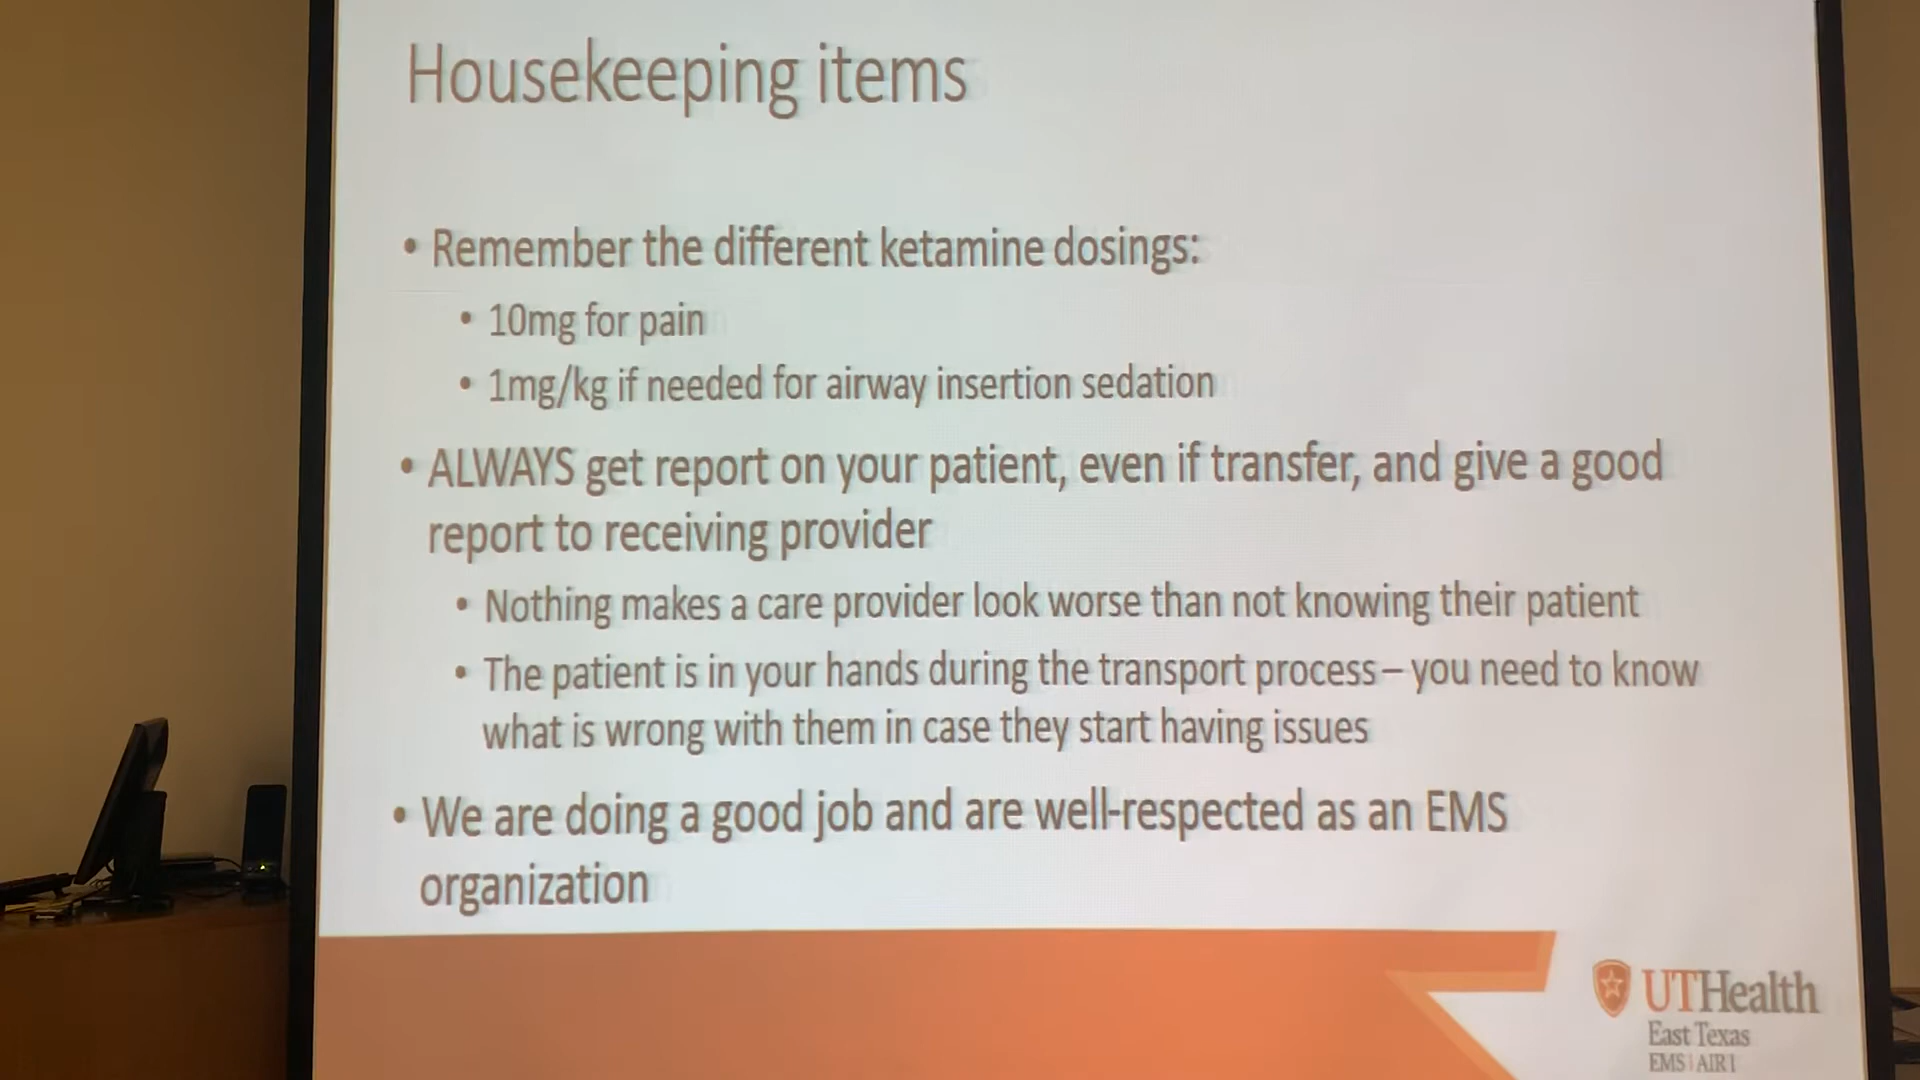 Housekeeping items
• Remember the different ketamine dosings:
• 10mg for pain
• 1mg/kg if needed for airway insertion sedation
• ALWAYS get report on your patient, even if transfer, and give a good
report to receiving provider
• Nothing makes a care provider look worse than not knowing their patient
• The patient is in your hands during the transport process – you need to know
what is wrong with them in case they start having issues
• We are doing a good job and are well-respected as an EMS
organization
UTHealth
East Texas
EMS | AIR 1